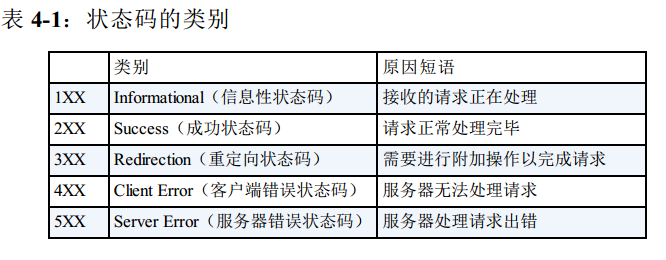 表 4-1：状态码的类别
类别 原因短语
1XX Informational（信息性状态码） 接收的请求正在处理
2XX Success（成功状态码） 请求正常处理完毕
3XX Redirection（重定向状态码） 需要进行附加操作以完成请求
4XX Client Error（客户端错误状态码） 服务器无法处理请求
5XX Server Error（服务器错误状态码） 服务器处理请求出错